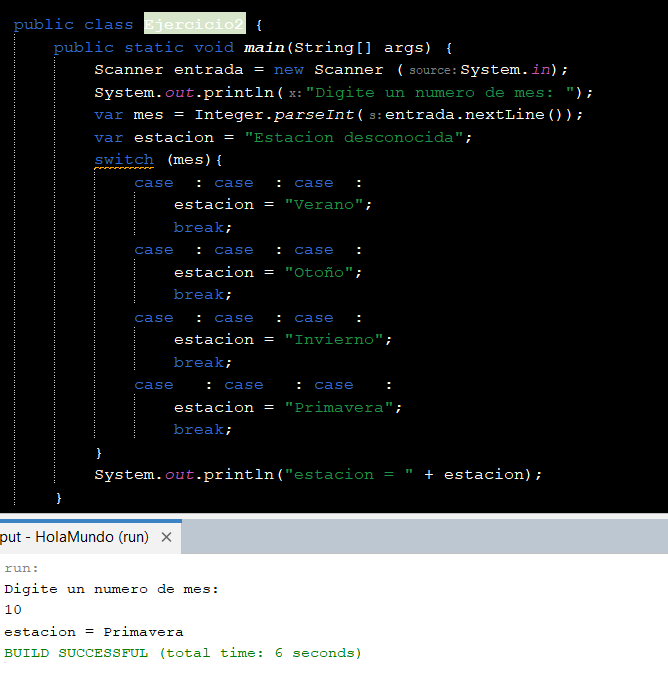 public class Ejercicio2 {
public static void main(String[] args) {
Scanner entrada = new Scanner ( source: System.in);
System.out.println( x: "Digite un numero de mes: ");
var mes = Integer.parseInt( s: entrada.nextLine());
var estacion = "Estacion desconocida";
switch (mes){
case  : case  : case  :
estacion = "Verano";
break;
case  : case  : case  :
estacion = "Otoño";
break;
case  : case  : case  :
estacion = "Invierno";
break;
case   : case   : case   :
estacion = "Primavera";
break;
}
System.out.println("estacion = " + estacion);
}
put - HolaMundo (run)
run:
Digite un numero de mes:
10
estacion = Primavera
BUILD SUCCESSFUL (total time: 6 seconds)